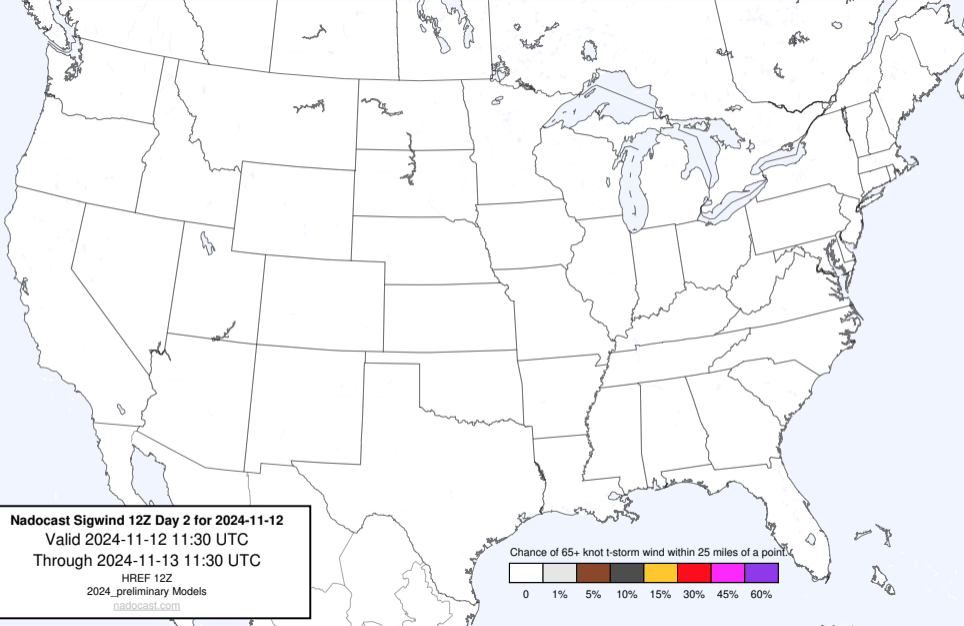 Nadocast Sigwind 12Z Day 2 for 2024-11-12
Valid 2024-11-12 11:30 UTC
Through 2024-11-13 11:30 UTC
HREF 12Z
2024_preliminary Models
nadocast.com
Chance of 65+ knot t-storm wind within 25 miles of a point.
0 1% 5% 10% 15% 30% 45% 60%